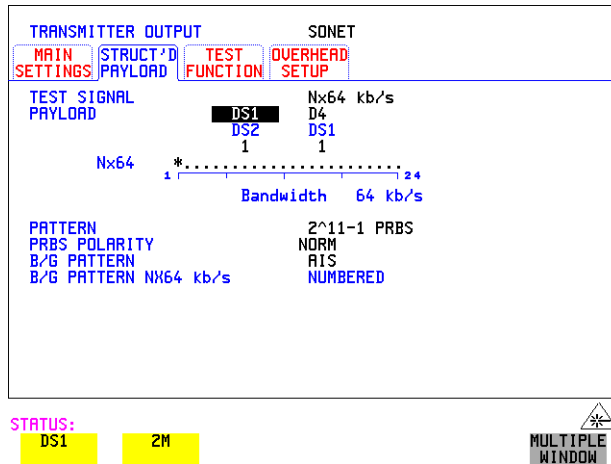 TRANSMITTER OUTPUT SONET
MAIN SETTINGS STRUCT'D PAYLOAD TEST FUNCTION OVERHEAD SETUP
TEST SIGNAL Nx64 kb/s
PAYLOAD DS1 D4
DS2 DS1
1 1
Nx64 *.......................
1 24
Bandwidth 64 kb/s
PATTERN 2^11-1 PRBS
PRBS POLARITY NORM
B/G PATTERN AIS
B/G PATTERN NX64 kb/s NUMBERED
STATUS:
DS1 2M MULTIPLE WINDOW